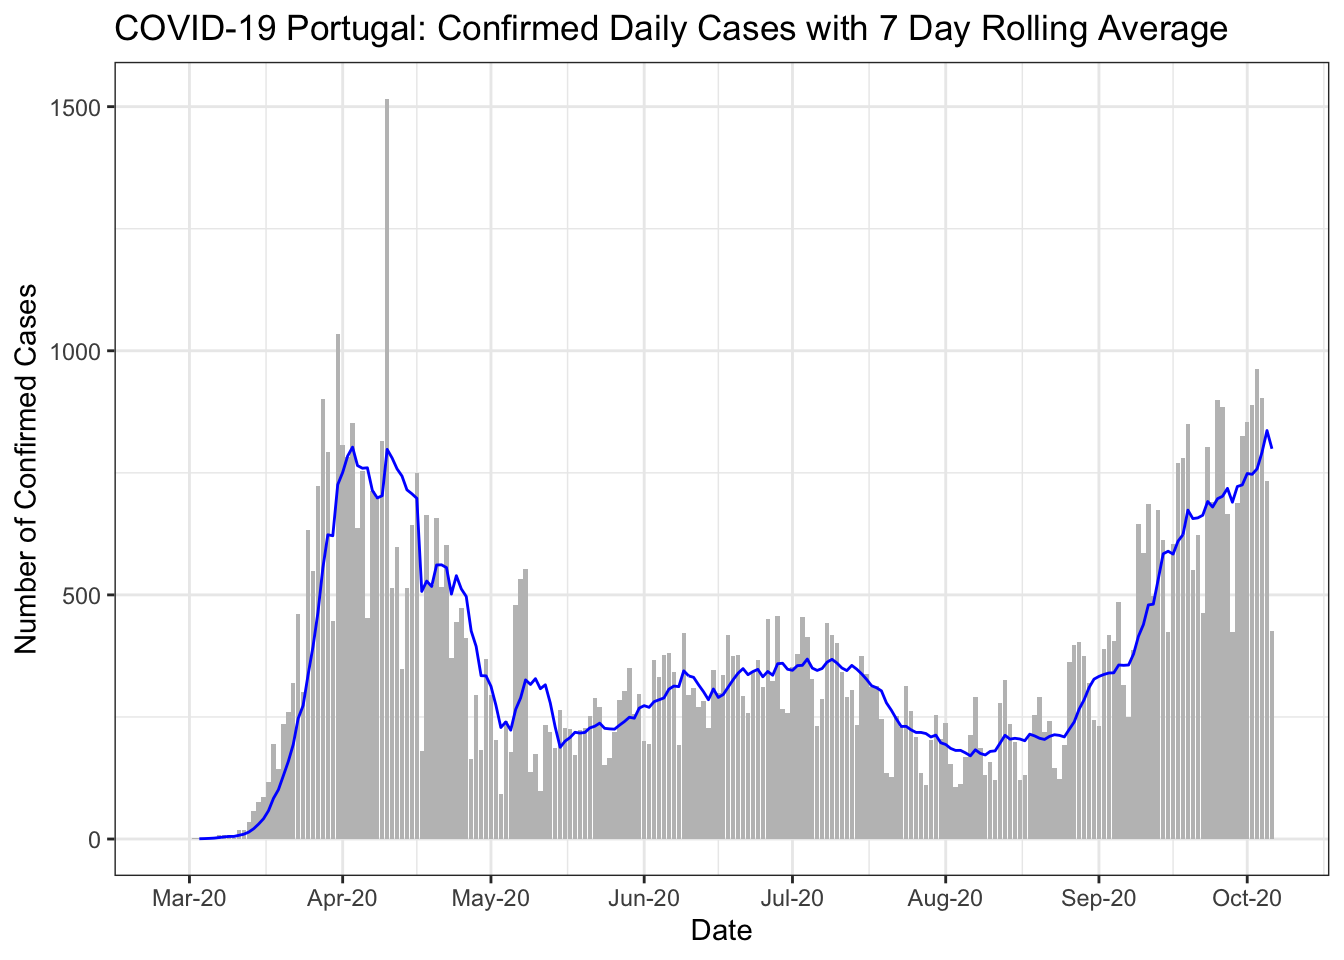 COVID-19 Portugal: Confirmed Daily Cases with 7 Day Rolling Average
Number of Confirmed Cases
1500
1000
500
0
Mar-20 Apr-20 May-20 Jun-20 Jul-20 Aug-20 Sep-20 Oct-20
Date